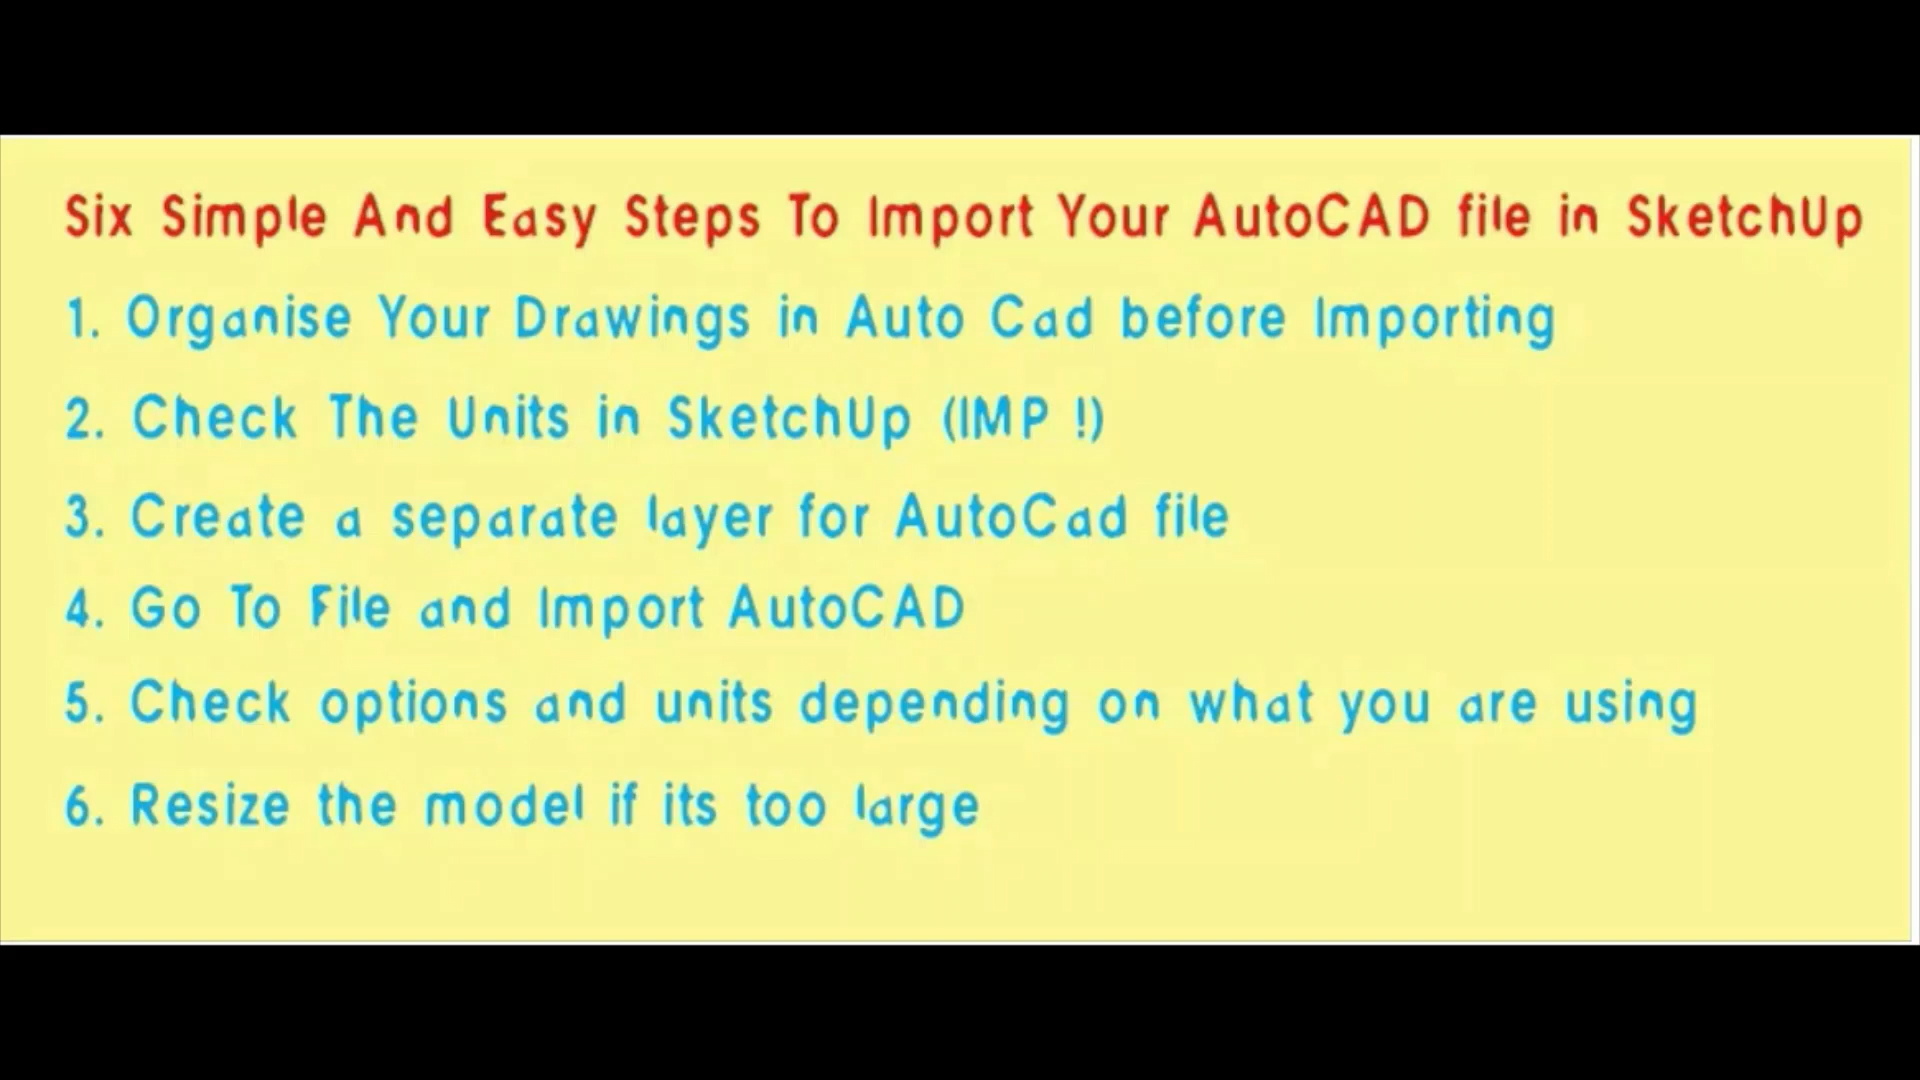 Six Simple And Easy Steps To Import Your AutoCAD file in SketchUp
1. Organise Your Drawings in Auto Cad before Importing
2. Check The Units in SketchUp (IMP !)
3. Create a separate layer for AutoCad file
4. Go To File and Import AutoCAD
5. Check options and units depending on what you are using
6. Resize the model if its too large